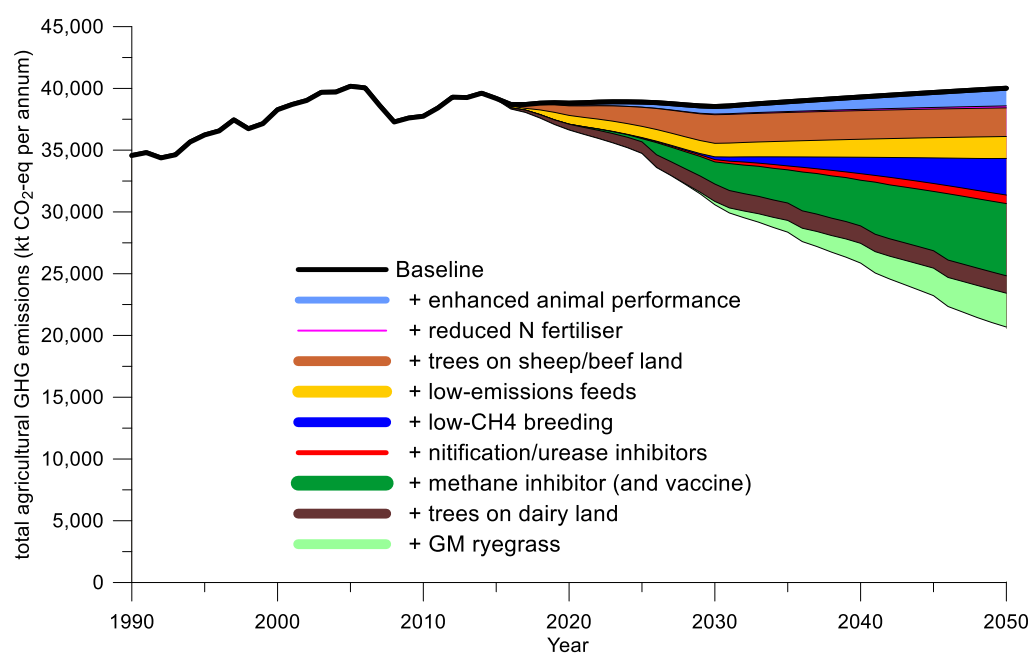 total agricultural GHG emissions (kt CO₂-eq per annum)
45,000
40,000
35,000
30,000
25,000
20,000
15,000
10,000
5,000
0
Baseline
+ enhanced animal performance
+ reduced N fertiliser
+ trees on sheep/beef land
+ low-emissions feeds
+ low-CH4 breeding
+ nitification/urease inhibitors
+ methane inhibitor (and vaccine)
+ trees on dairy land
+ GM ryegrass
1990 2000 2010 2020 2030 2040 2050
Year